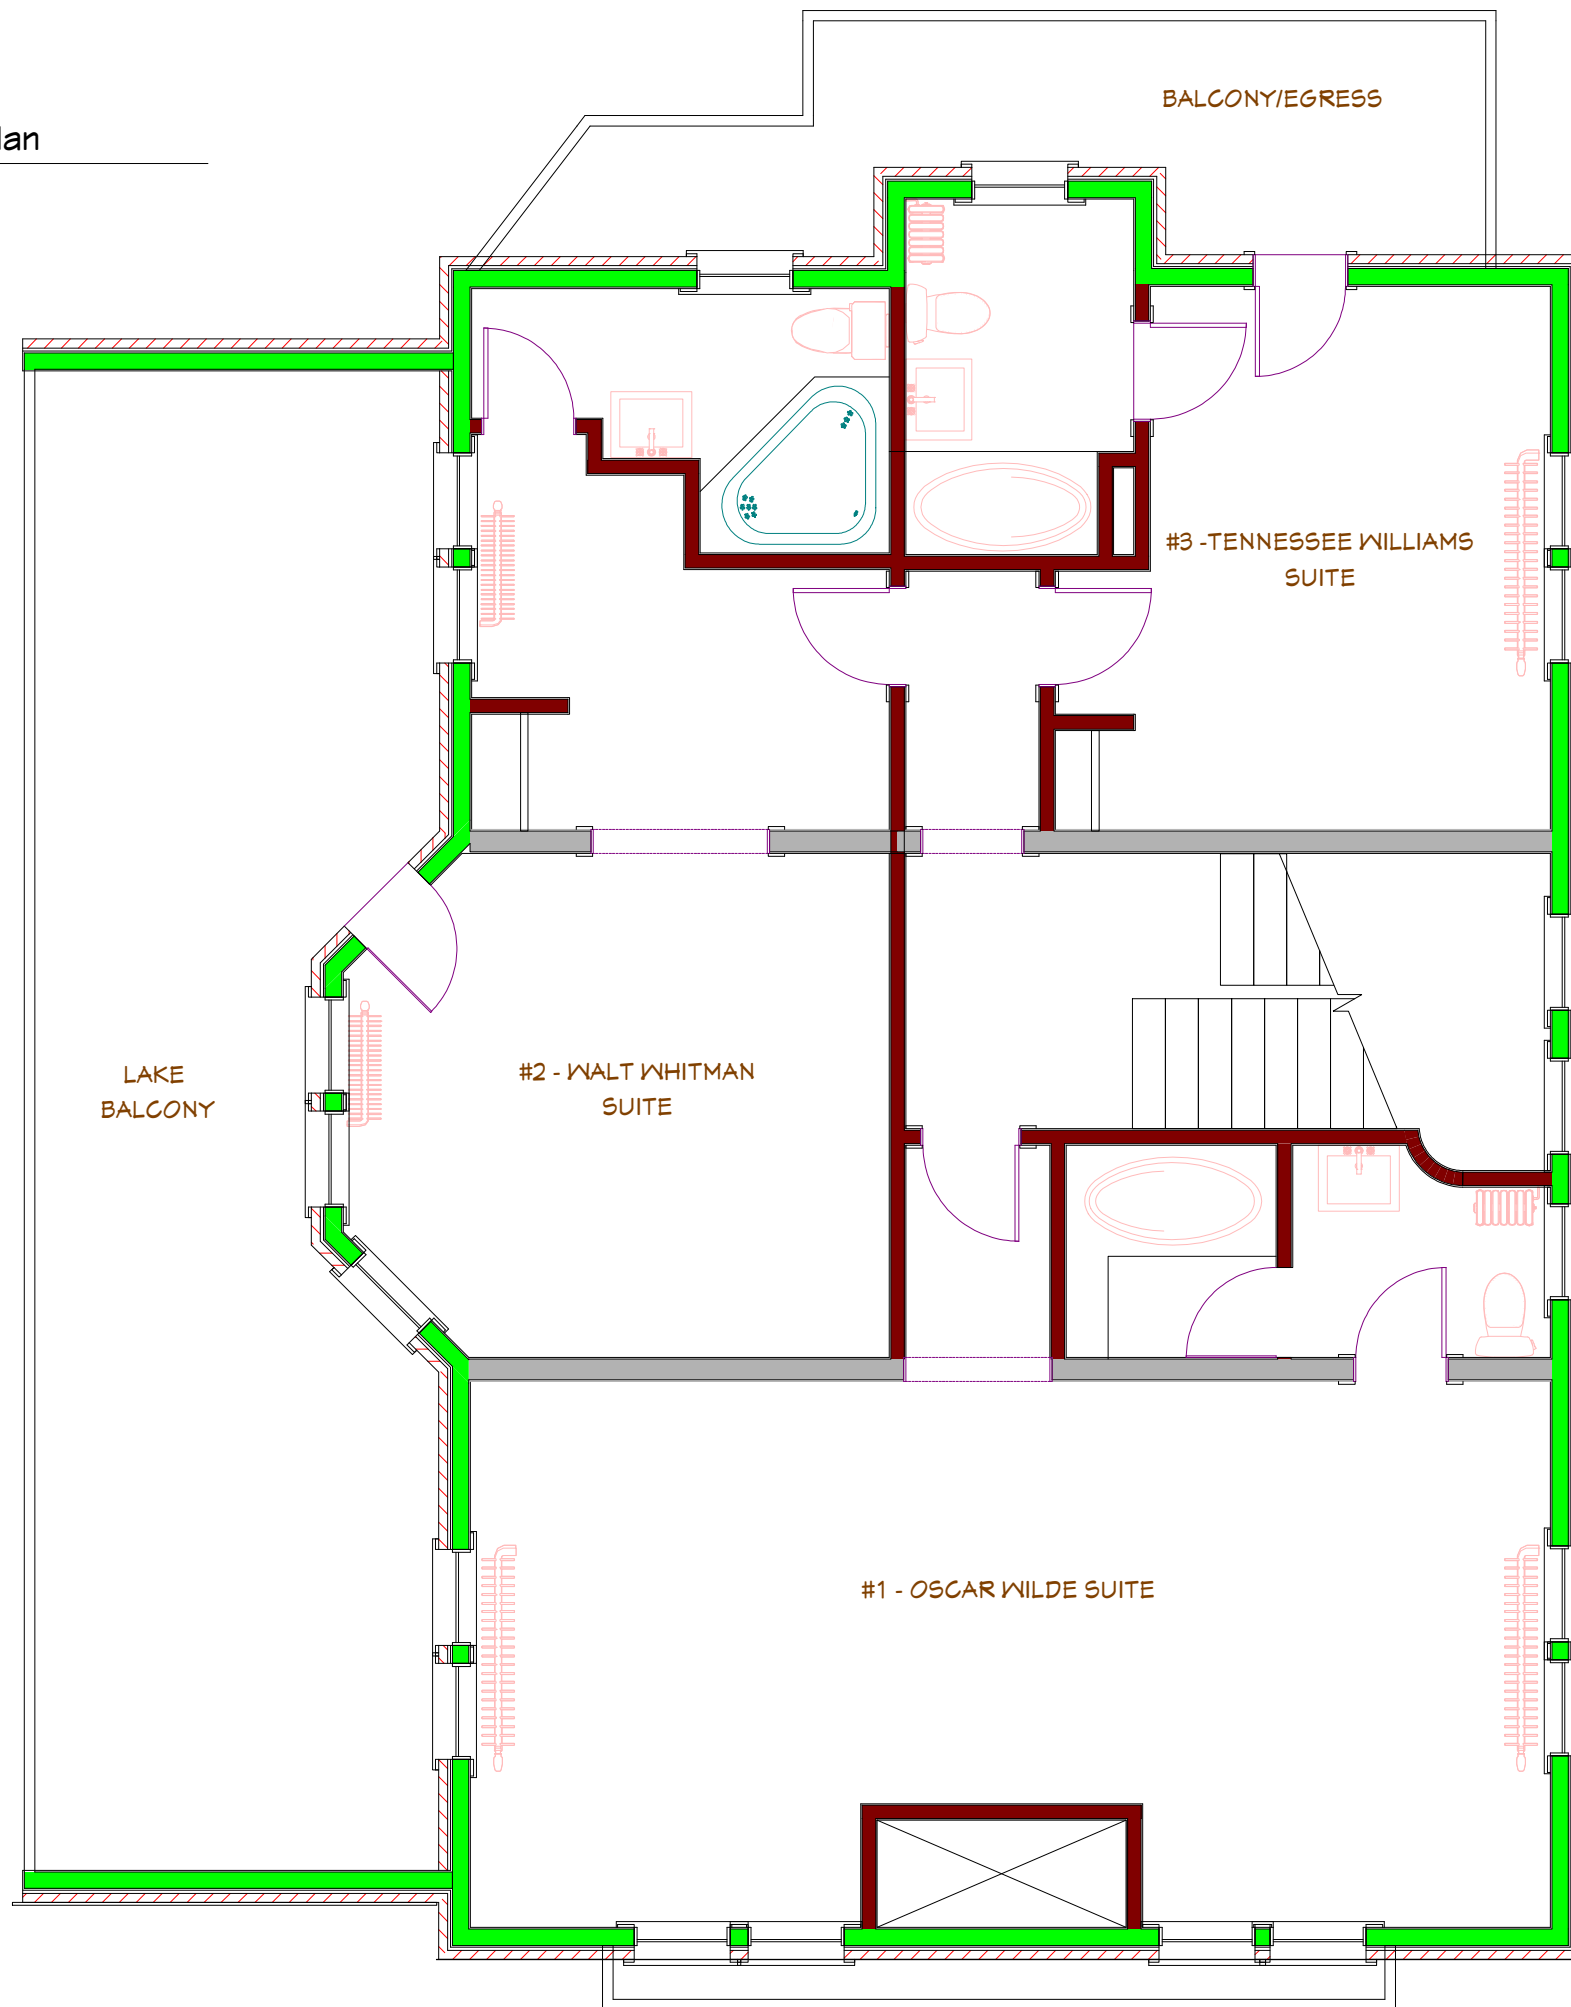 BALCONY/EGRESS
lan
#3 -TENNESSEE WILLIAMS
SUITE
#2 - WALT WHITMAN
SUITE
LAKE
BALCONY
#1 - OSCAR WILDE SUITE